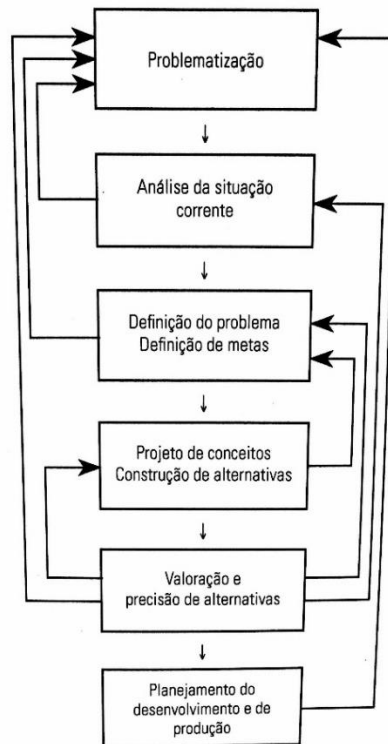 Problematização
Análise da situação
corrente
Definição do problema
Definição de metas
Projeto de conceitos
Construção de alternativas
Valoração e
precisão de alternativas
Planejamento do
desenvolvimento e de
produção